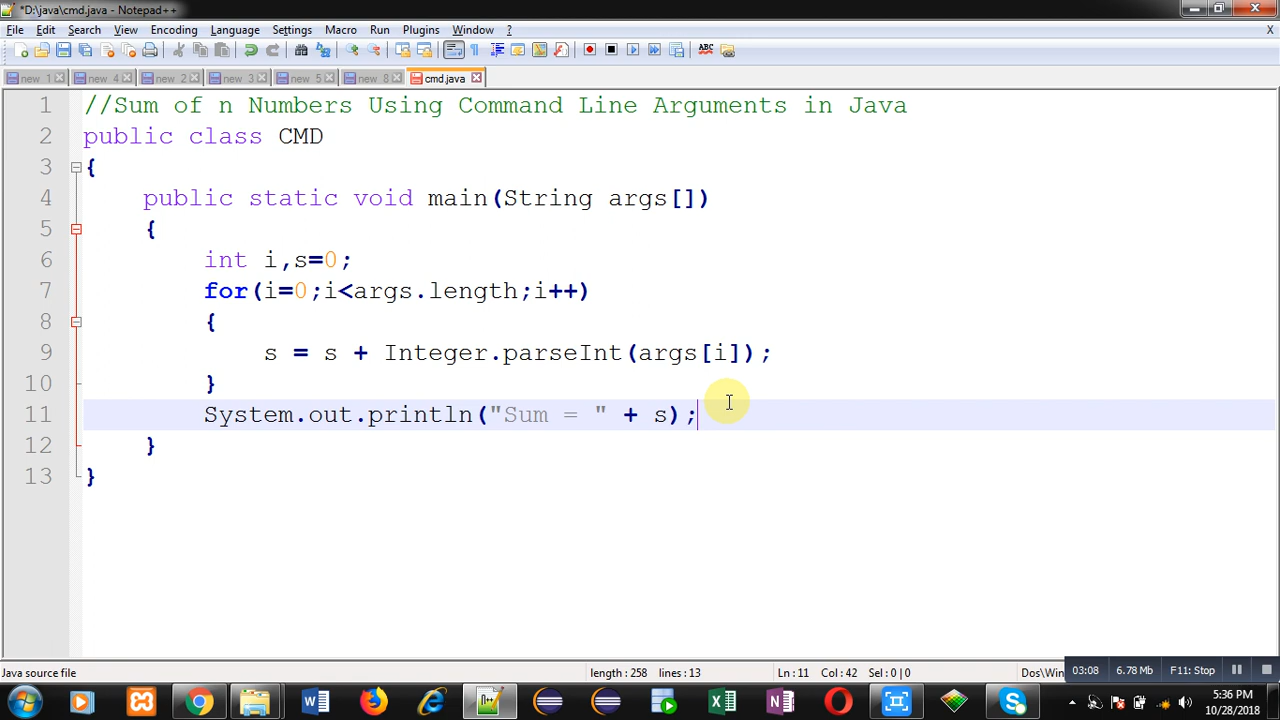 *D:\java\cmd.java - Notepad++
File Edit Search View Encoding Language Settings Macro Run Plugins Window ? X
new 1 new 4 new 2 new 3 new 5 new 8 cmd.java
1 //Sum of n Numbers Using Command Line Arguments in Java
2 public class CMD
3 {
4 public static void main(String args[])
5 {
6 int i,s=0;
7 for(i=0;i<args.length;i++)
8 {
9 s = s + Integer.parseInt(args[i]);
10 }
11 System.out.println("Sum = " + s);
12 }
13 }
Java source file length : 258 lines : 13 Ln : 11 Col : 42 Sel : 0 | 0 Dos\Win 03:08 6.78 Mb F11: Stop
5:36 PM
10/28/2018